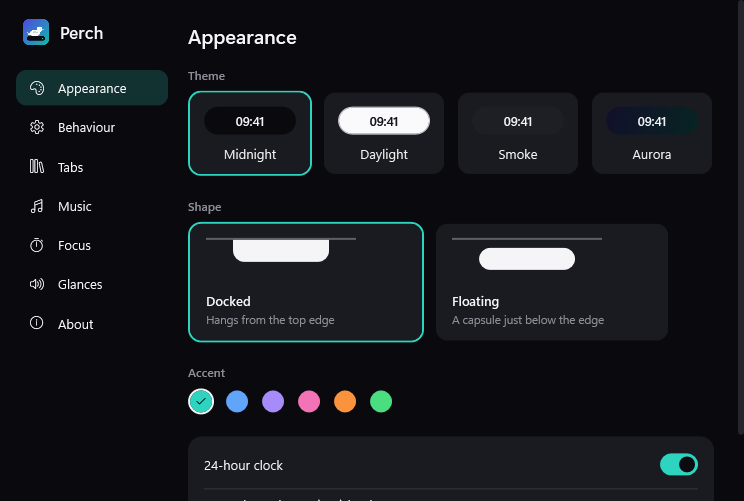 Perch
Appearance
Behaviour
Tabs
Music
Focus
Glances
About
Appearance
Theme
09:41
Midnight
09:41
Daylight
09:41
Smoke
09:41
Aurora
Shape
Docked
Hangs from the top edge
Floating
A capsule just below the edge
Accent
24-hour clock